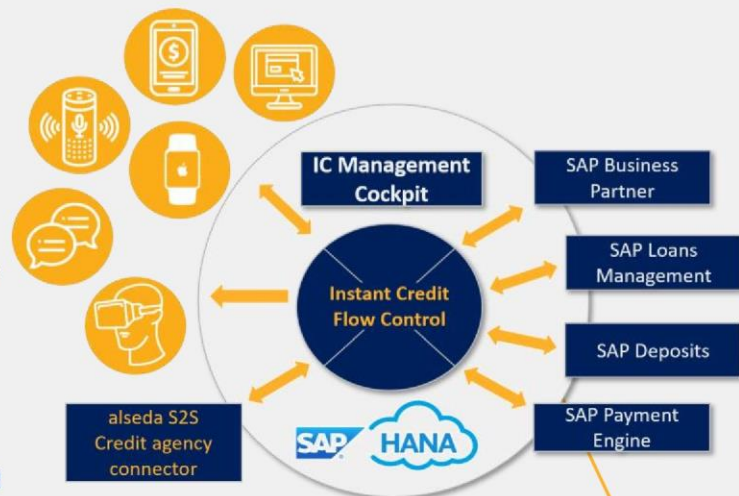 IC Management
Cockpit
SAP Business
Partner
SAP Loans
Management
Instant Credit
Flow Control
SAP Deposits
alseda S2S
Credit agency
connector
SAP
HANA
SAP Payment
Engine